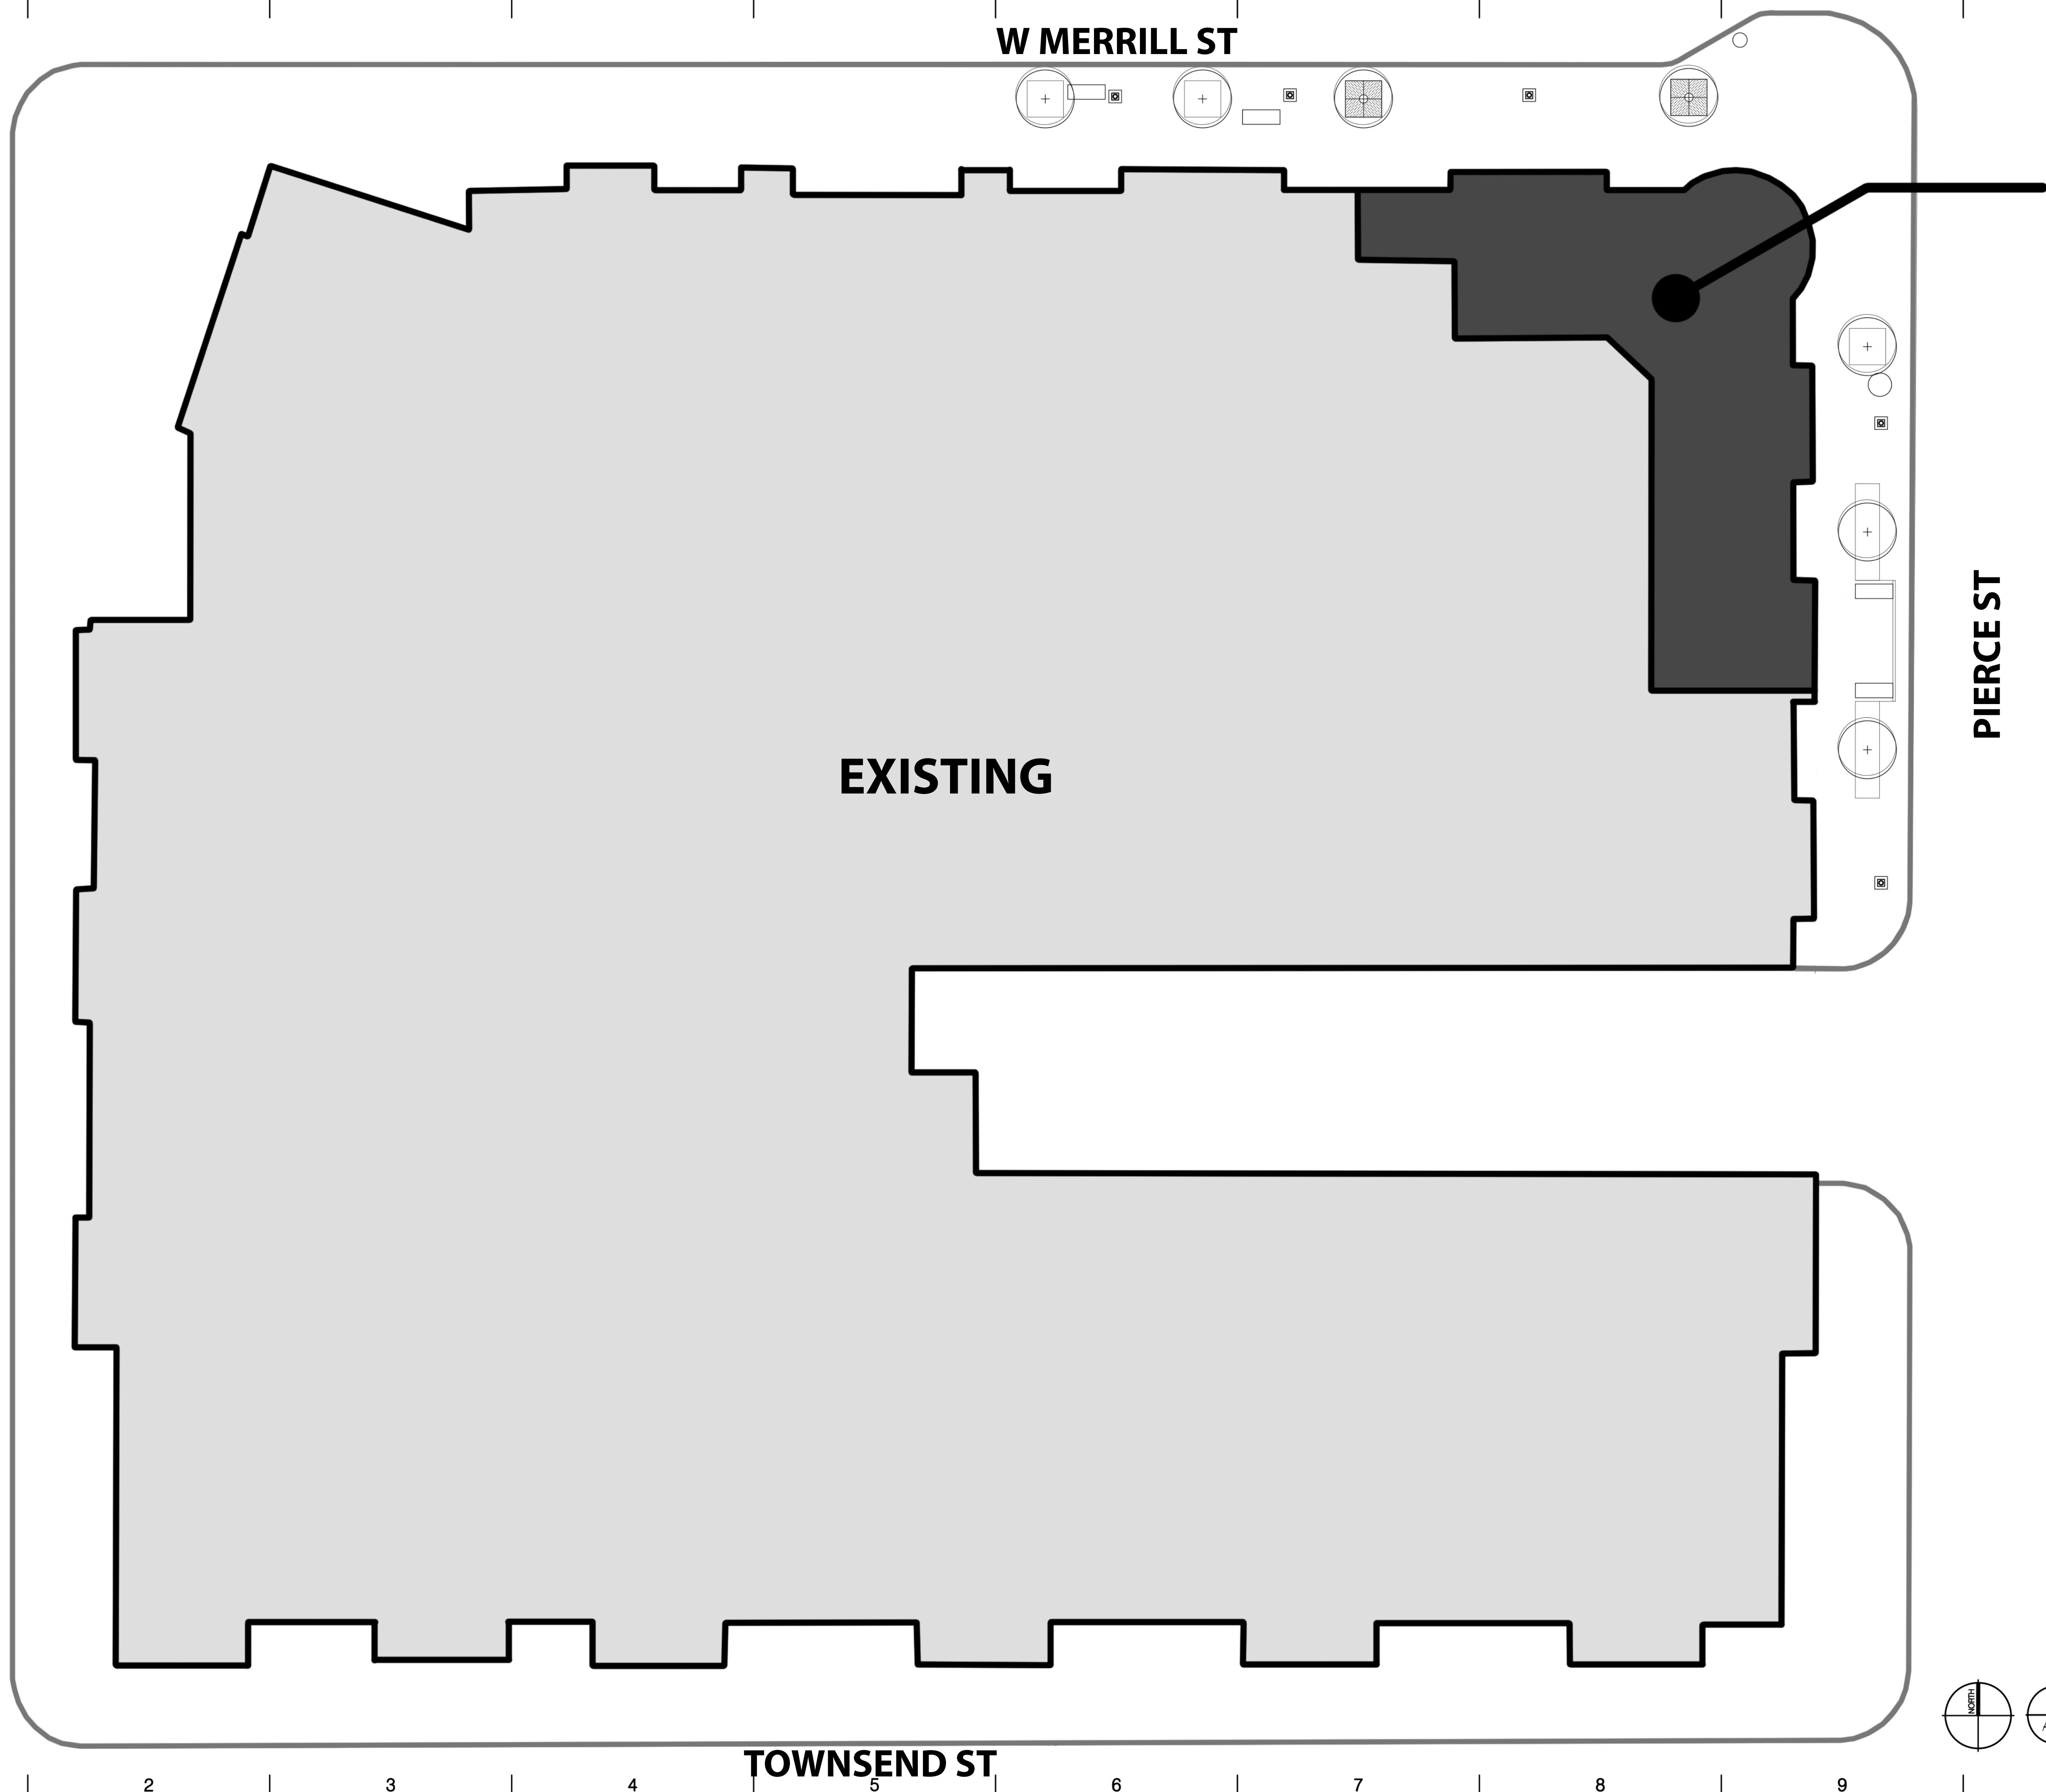 W MERRILL ST
PIERCE ST
EXISTING
NORTH
TOWNSEND ST
2 3 4 5 6 7 8 9